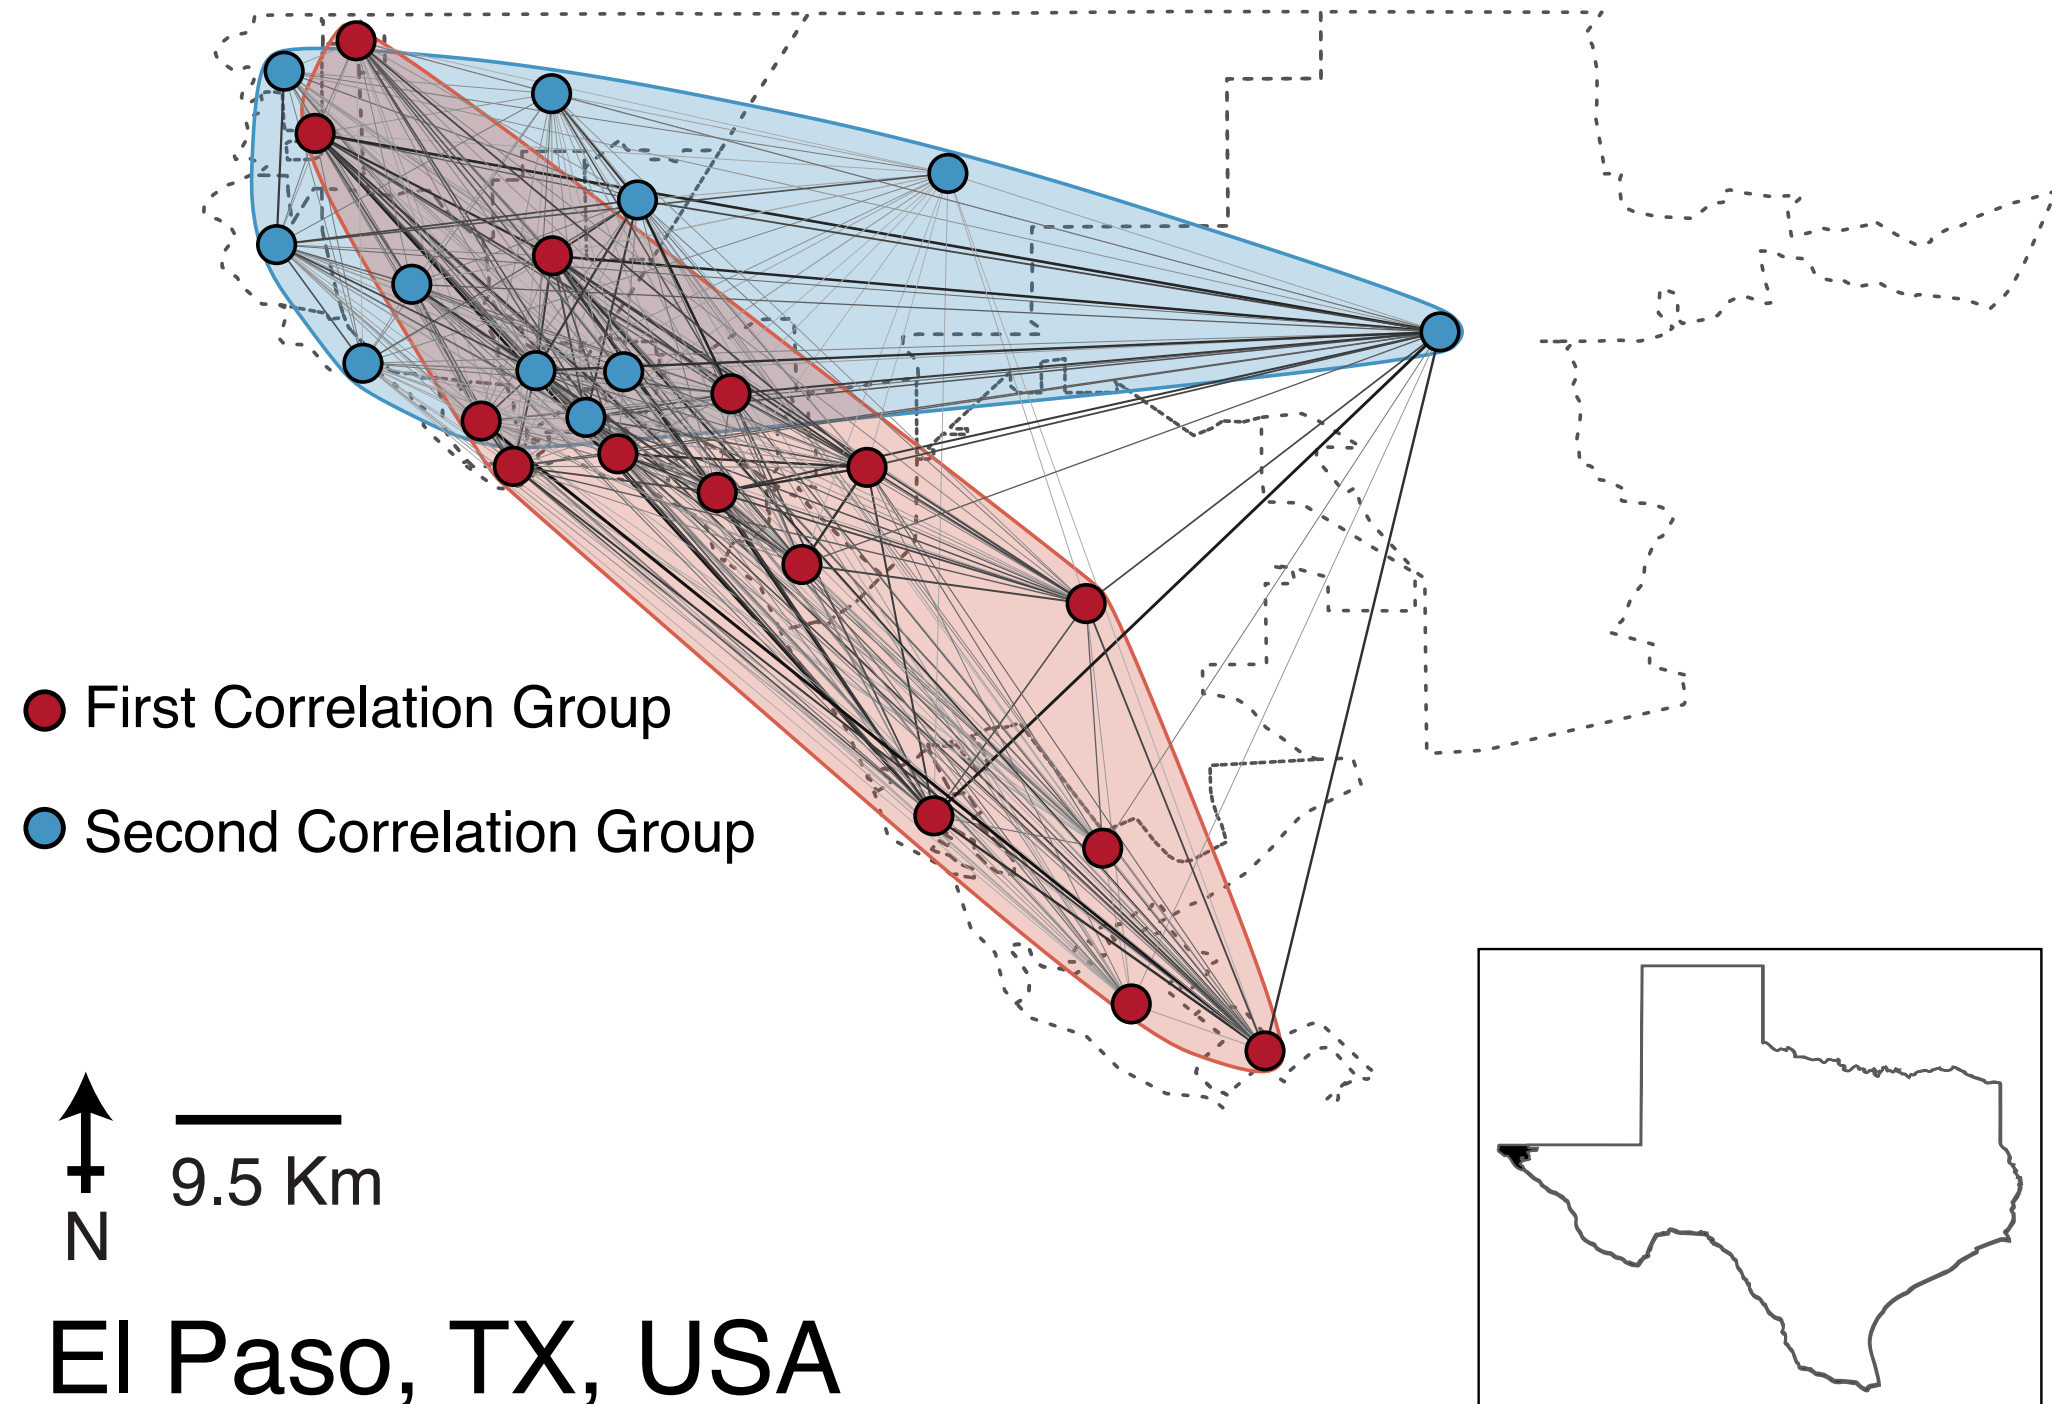 First Correlation Group
Second Correlation Group
9.5 Km
N
El Paso, TX, USA